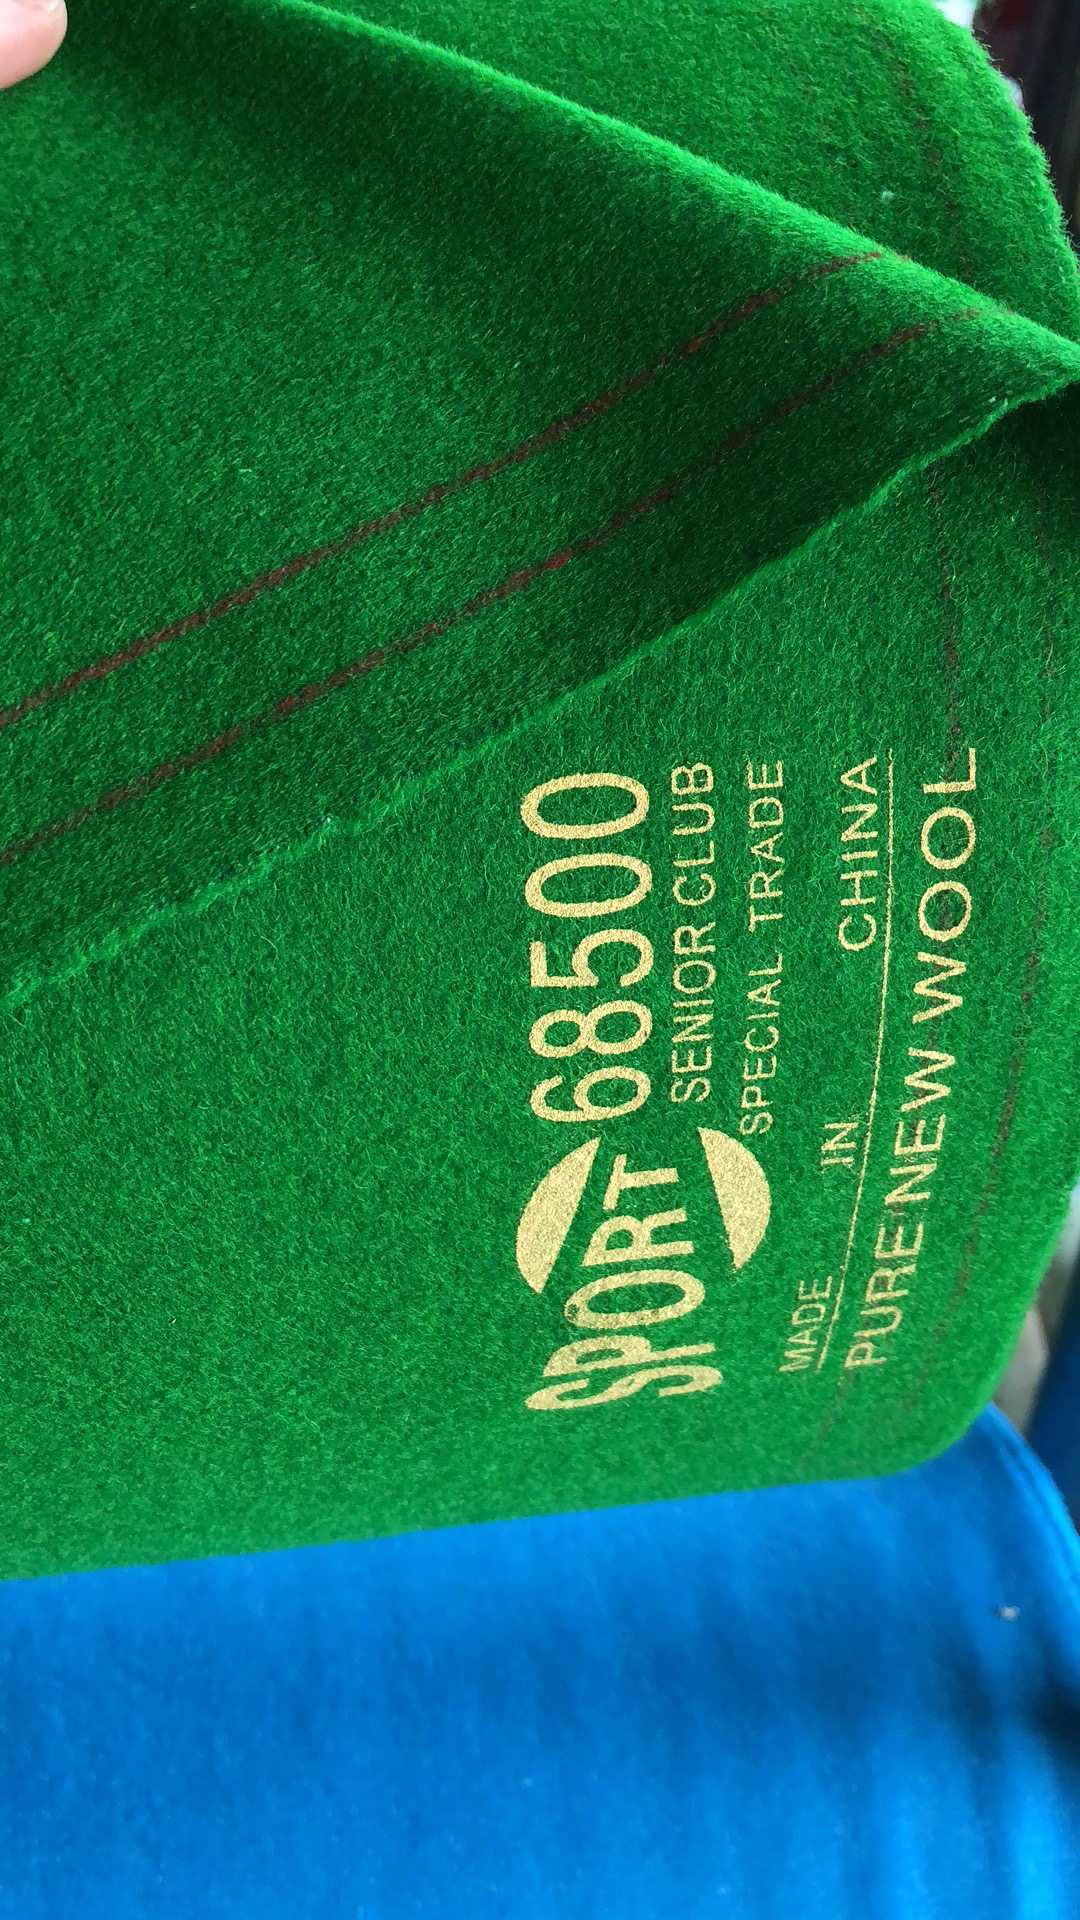 SPORT 68500
SENIOR CLUB
SPECIAL TRADE
MADE IN CHINA
PURE NEW WOOL